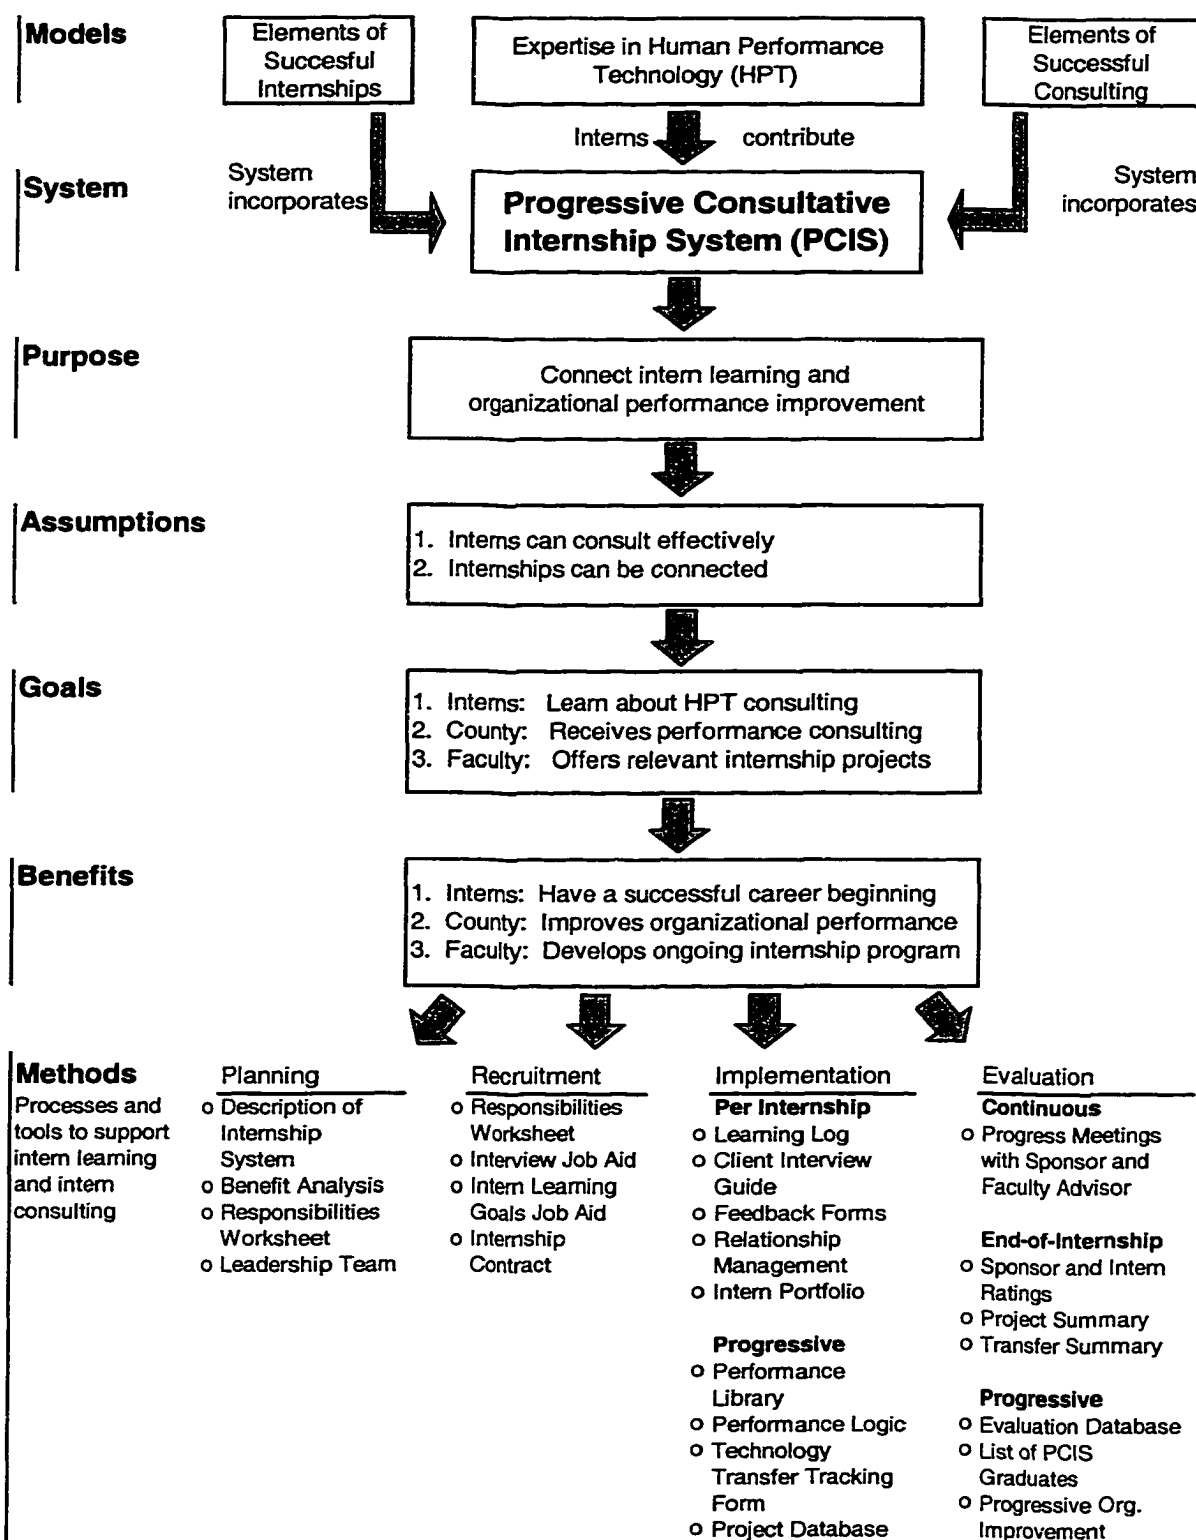 Models
Elements of
Succesful
Internships
Expertise in Human Performance
Technology (HPT)
Elements of
Successful
Consulting
Interns contribute
System
System
incorporates
Progressive Consultative
Internship System (PCIS)
System
incorporates
Purpose
Connect intern learning and
organizational performance improvement
Assumptions
1. Interns can consult effectively
2. Internships can be connected
Goals
1. Interns: Learn about HPT consulting
2. County: Receives performance consulting
3. Faculty: Offers relevant internship projects
Benefits
1. Interns: Have a successful career beginning
2. County: Improves organizational performance
3. Faculty: Develops ongoing internship program
Methods
Processes and
tools to support
intern learning
and intern
consulting
Planning
o Description of
Internship
System
o Benefit Analysis
o Responsibilities
Worksheet
o Leadership Team
Recruitment
o Responsibilities
Worksheet
o Interview Job Aid
o Intern Learning
Goals Job Aid
o Internship
Contract
Implementation
Per Internship
o Learning Log
o Client Interview
Guide
o Feedback Forms
o Relationship
Management
o Intern Portfolio
Progressive
o Performance
Library
o Performance Logic
o Technology
Transfer Tracking
Form
o Project Database
Evaluation
Continuous
o Progress Meetings
with Sponsor and
Faculty Advisor
End-of-Internship
o Sponsor and Intern
Ratings
o Project Summary
o Transfer Summary
Progressive
o Evaluation Database
o List of PCIS
Graduates
o Progressive Org.
Improvement